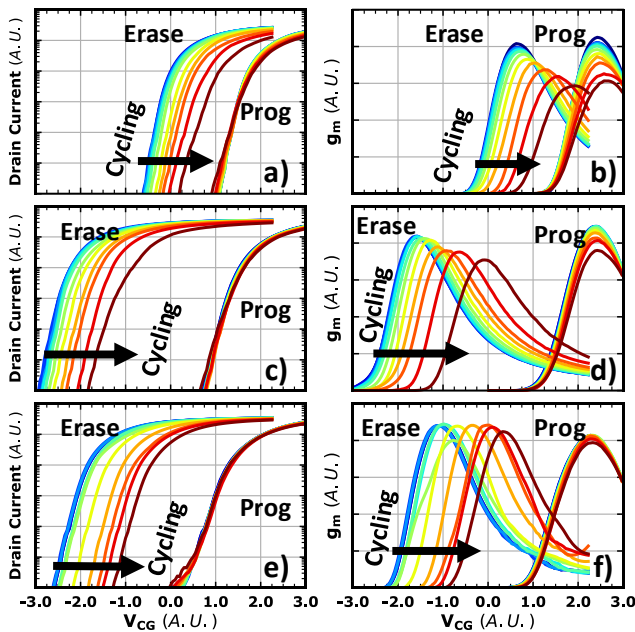 Drain Current (A. U.)
Erase
Cycling
Prog
a)
g_m (A. U.)
Erase
Prog
Cycling
b)
Drain Current (A. U.)
Erase
Cycling
Prog
c)
g_m (A. U.)
Erase
Prog
Cycling
d)
Drain Current (A. U.)
Erase
Cycling
Prog
e)
g_m (A. U.)
Erase
Prog
Cycling
f)
-3.0 -2.0 -1.0 0.0 1.0 2.0 3.0
-2.0 -1.0 0.0 1.0 2.0 3.0
V_CG (A. U.)
V_CG (A. U.)